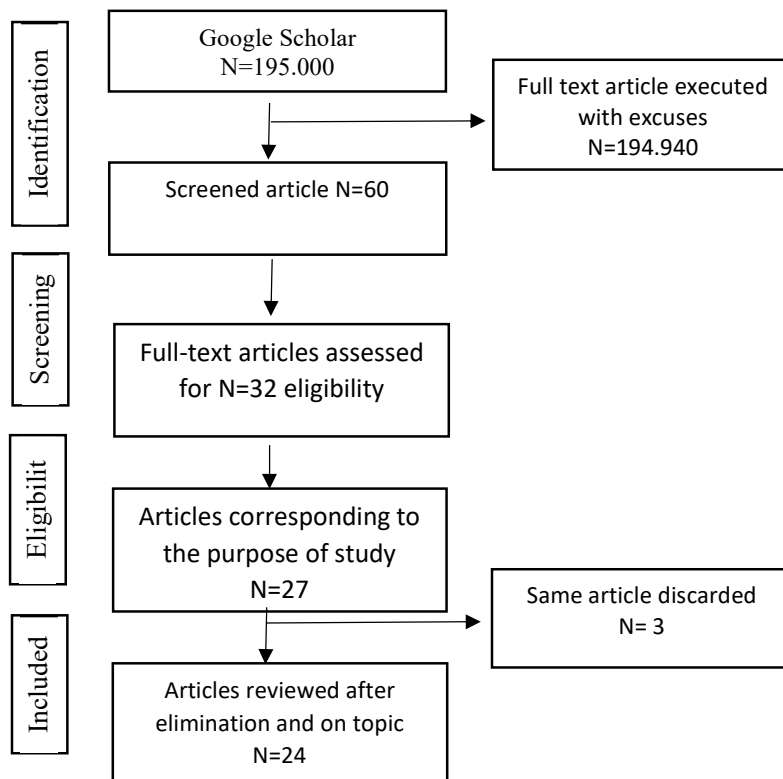 Identification
Google Scholar
N=195.000
Full text article executed
with excuses
N=194.940
Screened article N=60
Screening
Full-text articles assessed
for N=32 eligibility
Eligibilit
Articles corresponding to
the purpose of study
N=27
Same article discarded
N= 3
Included
Articles reviewed after
elimination and on topic
N=24